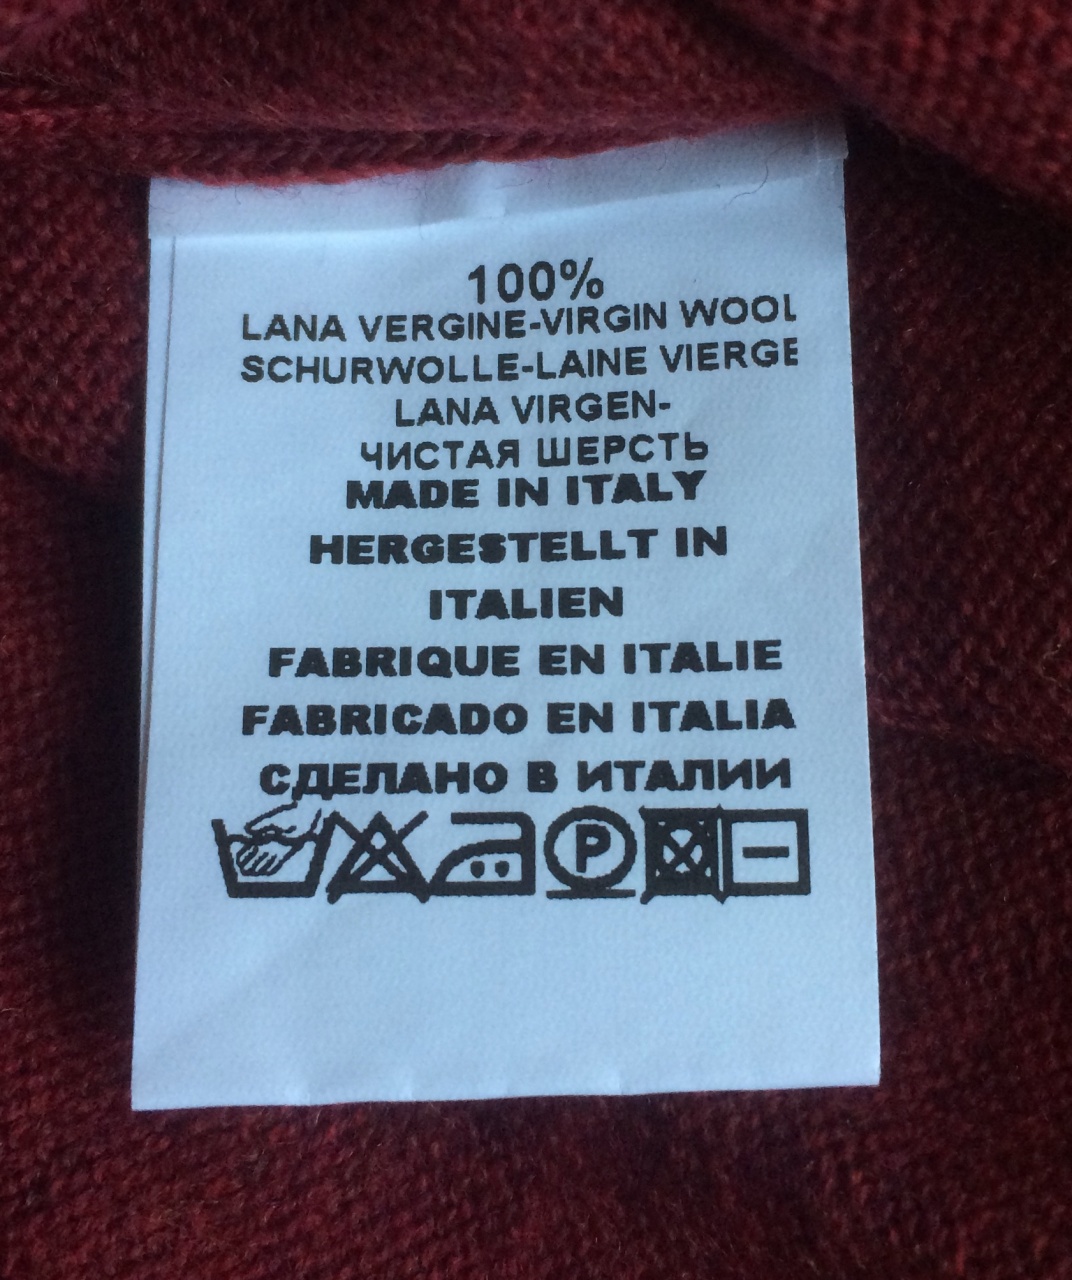 100%
LANA VERGINE-VIRGIN WOOL
SCHURWOLLE-LAINE VIERGE
LANA VIRGEN-
ЧИСТАЯ ШЕРСТЬ
MADE IN ITALY
HERGESTELLT IN
ITALIEN
FABRIQUE EN ITALIE
FABRICADO EN ITALIA
СДЕЛАНО В ИТАЛИИ
P